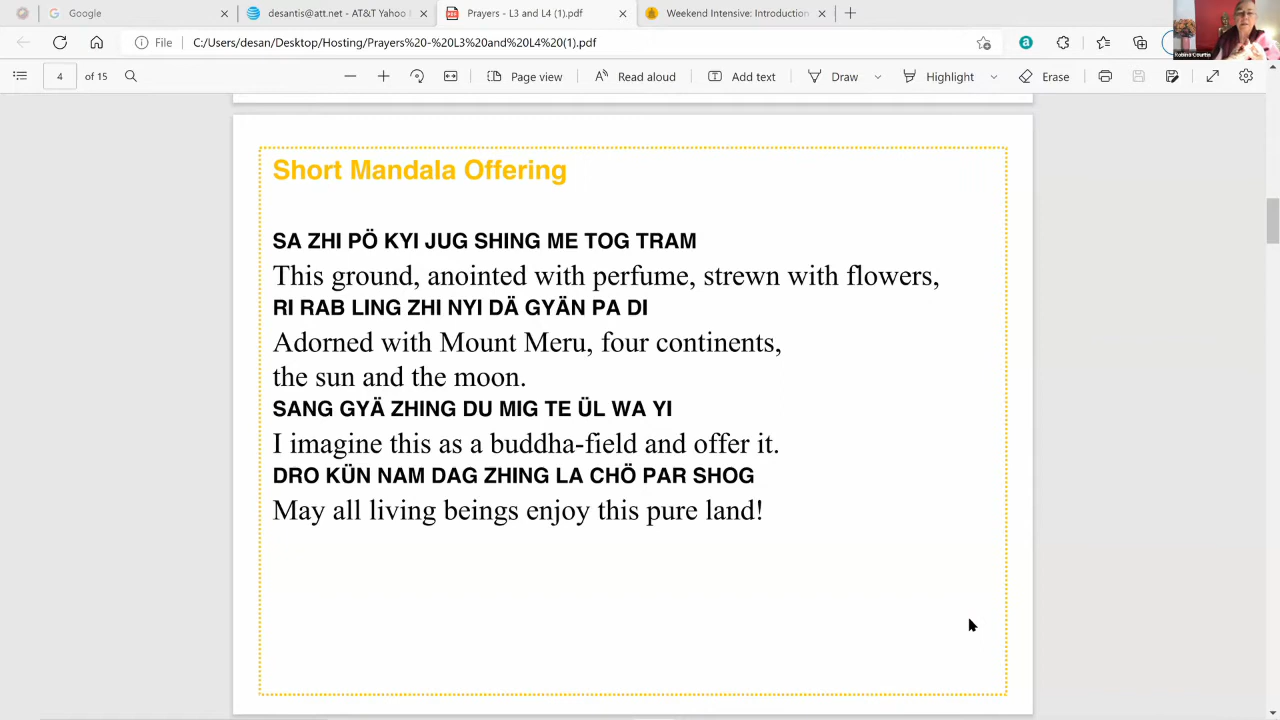 Google
desantis@att.net - AT&T Yahoo
Prayers - L3 and L4 (1).pdf
Weekend Intensive: Introduction
File
C:/Users/desan/Desktop/Hosting/Prayers%20-%20L3%20and%20L4%20(1).pdf
4 of 15
Page view
Read aloud
Add text
Draw
Highlight
Erase
Short Mandala Offering
SA ZHI PÖ KYI JUG SHING ME TOG TRAM
This ground, anointed with perfume, strewn with flowers,
RI RAB LING ZHI NYI DÄ GYÄN PA DI
Adorned with Mount Meru, four continents,
the sun and the moon.
SANG GYÄ ZHING DU MIG TE ÜL WA YI
I imagine this as a buddha-field and offer it.
DRO KÜN NAM DAG ZHING LA CHÖ PAR SHOG
May all living beings enjoy this pure land!